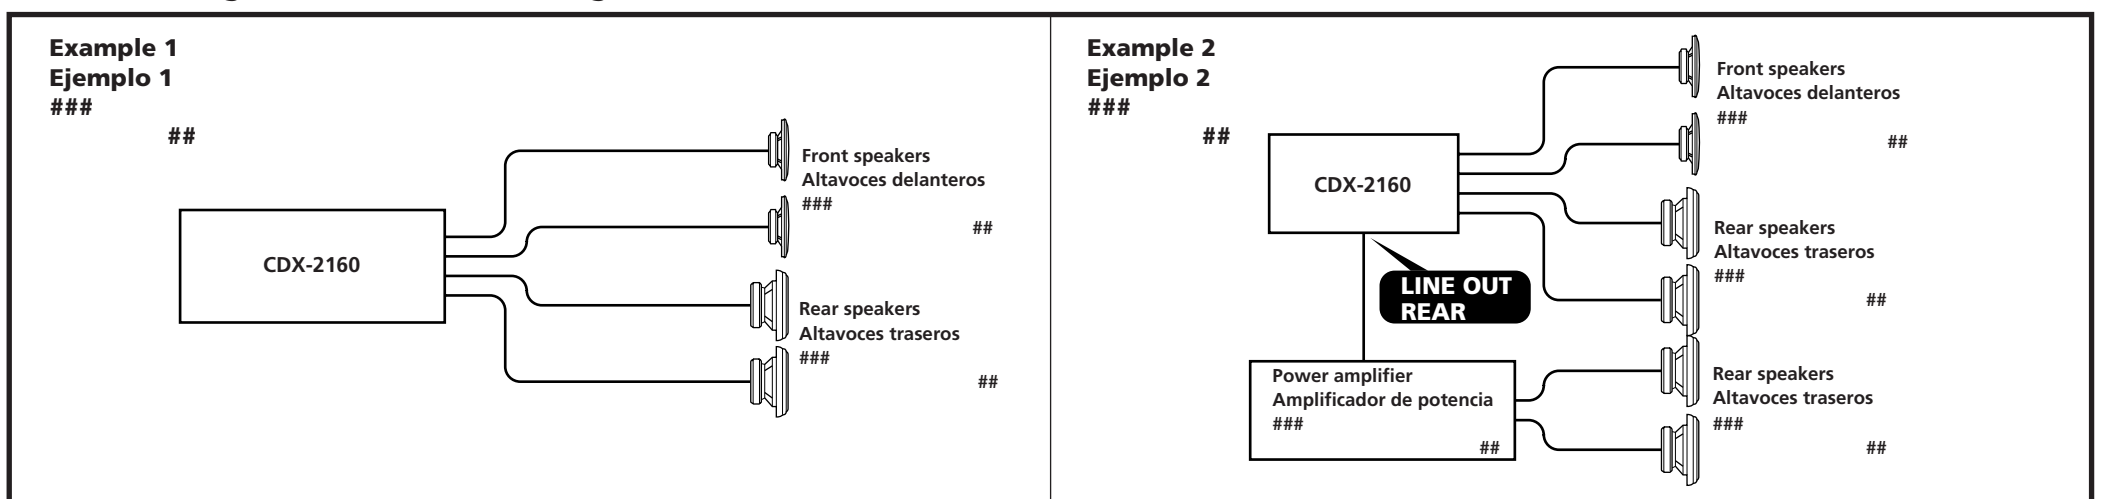 Example 1
Ejemplo 1
###
##
CDX-2160
Front speakers
Altavoces delanteros
###
##
Rear speakers
Altavoces traseros
###
##
Example 2
Ejemplo 2
###
##
CDX-2160
LINE OUT
REAR
Front speakers
Altavoces delanteros
###
##
Rear speakers
Altavoces traseros
###
##
Power amplifier
Amplificador de potencia
###
##
Rear speakers
Altavoces traseros
###
##